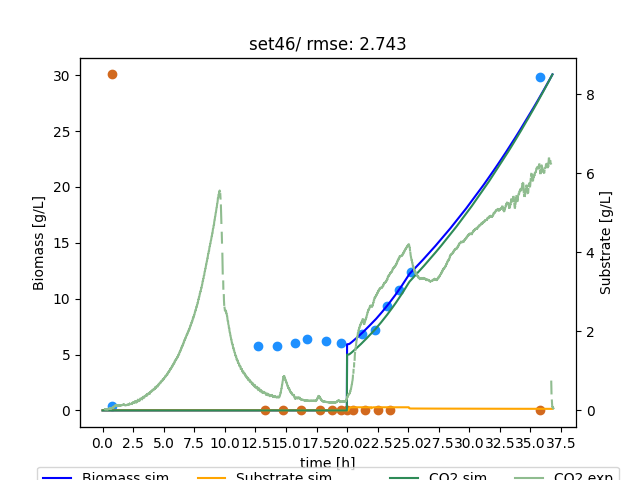 set46/ rmse: 2.743
30
25
20
15
10
5
0
Biomass [g/L]
8
6
4
2
0
Substrate [g/L]
0.0 2.5 5.0 7.5 10.0 12.5 15.0 17.5 20.0 22.5 25.0 27.5 30.0 32.5 35.0 37.5
time [h]
Biomass sim Substrate sim CO2 sim CO2 exp